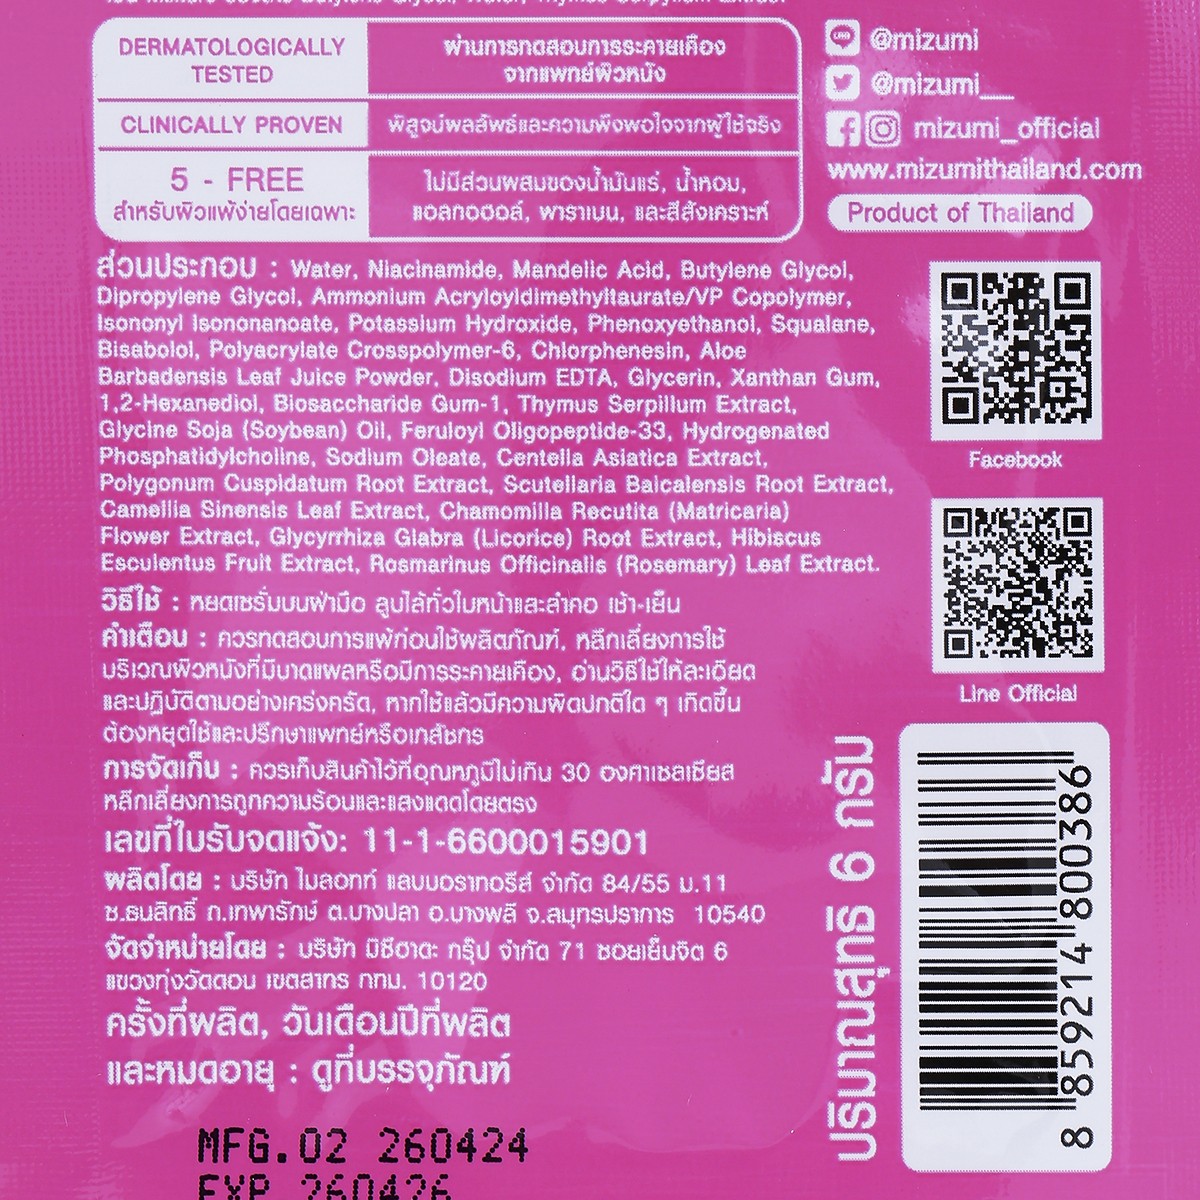 DERMATOLOGICALLY
TESTED
ผ่านการทดสอบการระคายเคือง
จากแพทย์ผิวหนัง
CLINICALLY PROVEN
พิสูจน์ผลลัพธ์และความพึงพอใจจากผู้ใช้จริง
5 - FREE
สำหรับผิวแพ้ง่ายโดยเฉพาะ
ไม่มีส่วนผสมของน้ำมันแร่, น้ำหอม,
แอลกอฮอล์, พาราเบน, และสีสังเคราะห์
@mizumi
@mizumi__
mizumi_official
www.mizumithailand.com
Product of Thailand
ส่วนประกอบ : Water, Niacinamide, Mandelic Acid, Butylene Glycol,
Dipropylene Glycol, Ammonium Acryloyldimethyltaurate/VP Copolymer,
Isononyl Isononanoate, Potassium Hydroxide, Phenoxyethanol, Squalane,
Bisabolol, Polyacrylate Crosspolymer-6, Chlorphenesin, Aloe
Barbadensis Leaf Juice Powder, Disodium EDTA, Glycerin, Xanthan Gum,
1,2-Hexanediol, Biosaccharide Gum-1, Thymus Serpillum Extract,
Glycine Soja (Soybean) Oil, Feruloyl Oligopeptide-33, Hydrogenated
Phosphatidylcholine, Sodium Oleate, Centella Asiatica Extract,
Polygonum Cuspidatum Root Extract, Scutellaria Baicalensis Root Extract,
Camellia Sinensis Leaf Extract, Chamomilla Recutita (Matricaria)
Flower Extract, Glycyrrhiza Glabra (Licorice) Root Extract, Hibiscus
Esculentus Fruit Extract, Rosmarinus Officinalis (Rosemary) Leaf Extract.
วิธีใช้ : หยดเซรั่มบนฝ่ามือ ลูบไล้ทั่วใบหน้าและลำคอ เช้า-เย็น
คำเตือน : ควรทดสอบการแพ้ก่อนใช้ผลิตภัณฑ์, หลีกเลี่ยงการใช้
บริเวณผิวหนังที่มีบาดแผลหรือมีการระคายเคือง, อ่านวิธีใช้ให้ละเอียด
และปฏิบัติตามอย่างเคร่งครัด, หากใช้แล้วมีความผิดปกติใด ๆ เกิดขึ้น
ต้องหยุดใช้และปรึกษาแพทย์หรือเภสัชกร
การจัดเก็บ : ควรเก็บสินค้าไว้ที่อุณหภูมิไม่เกิน 30 องศาเซลเซียส
หลีกเลี่ยงการถูกความร้อนและแสงแดดโดยตรง
เลขที่ใบรับจดแจ้ง: 11-1-6600015901
ผลิตโดย : บริษัท ไมลอทท์ แลบบอราทอรีส์ จำกัด 84/55 ม.11
ซ.ธนสิทธิ์ ถ.เทพารักษ์ ต.บางปลา อ.บางพลี จ.สมุทรปราการ 10540
จัดจำหน่ายโดย : บริษัท มิซึฮาดะ กรุ๊ป จำกัด 71 ซอยเย็นจิต 6
แขวงทุ่งวัดดอน เขตสาทร กทม. 10120
ครั้งที่ผลิต, วันเดือนปีที่ผลิต
และหมดอายุ : ดูที่บรรจุภัณฑ์
MFG.02 260424
EXP 260426
Facebook
Line Official
ปริมาณสุทธิ 6 กรัม
8 859214 800386